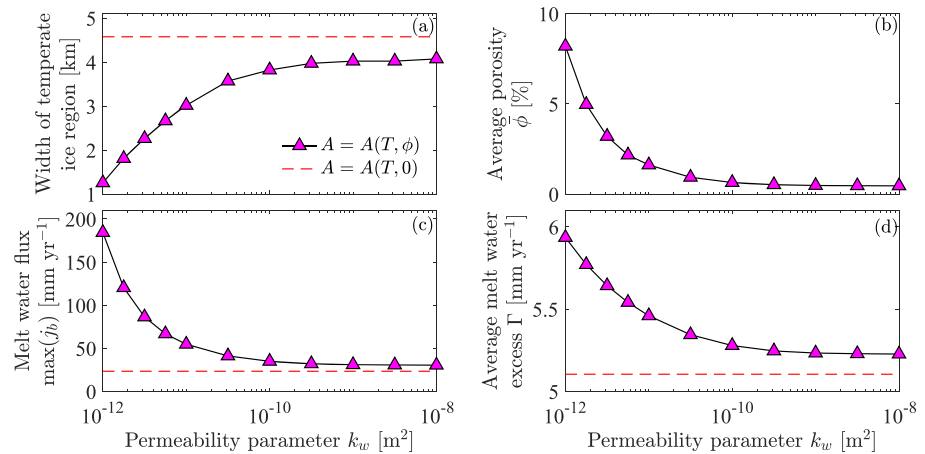 (a)
Width of temperate
ice region [km]
5
4
3
2
1
A = A(T, ϕ)
A = A(T, 0)
(b)
Average porosity
ϕ̄ [%]
10
5
0
(c)
Melt water flux
max(j_b) [mm yr⁻¹]
200
150
100
50
0
10⁻¹²
10⁻¹⁰
10⁻⁸
Permeability parameter k_w [m²]
(d)
Average melt water
excess Γ [mm yr⁻¹]
6
5.5
5
10⁻¹²
10⁻¹⁰
10⁻⁸
Permeability parameter k_w [m²]